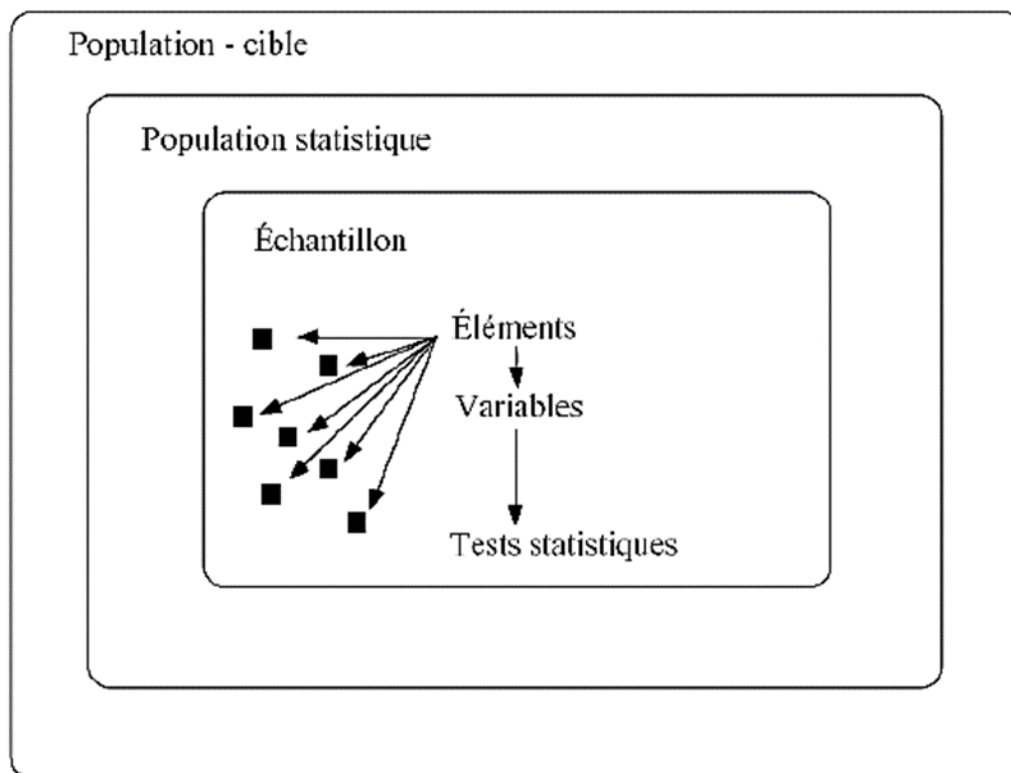 Population - cible
Population statistique
Échantillon
Éléments
Variables
Tests statistiques